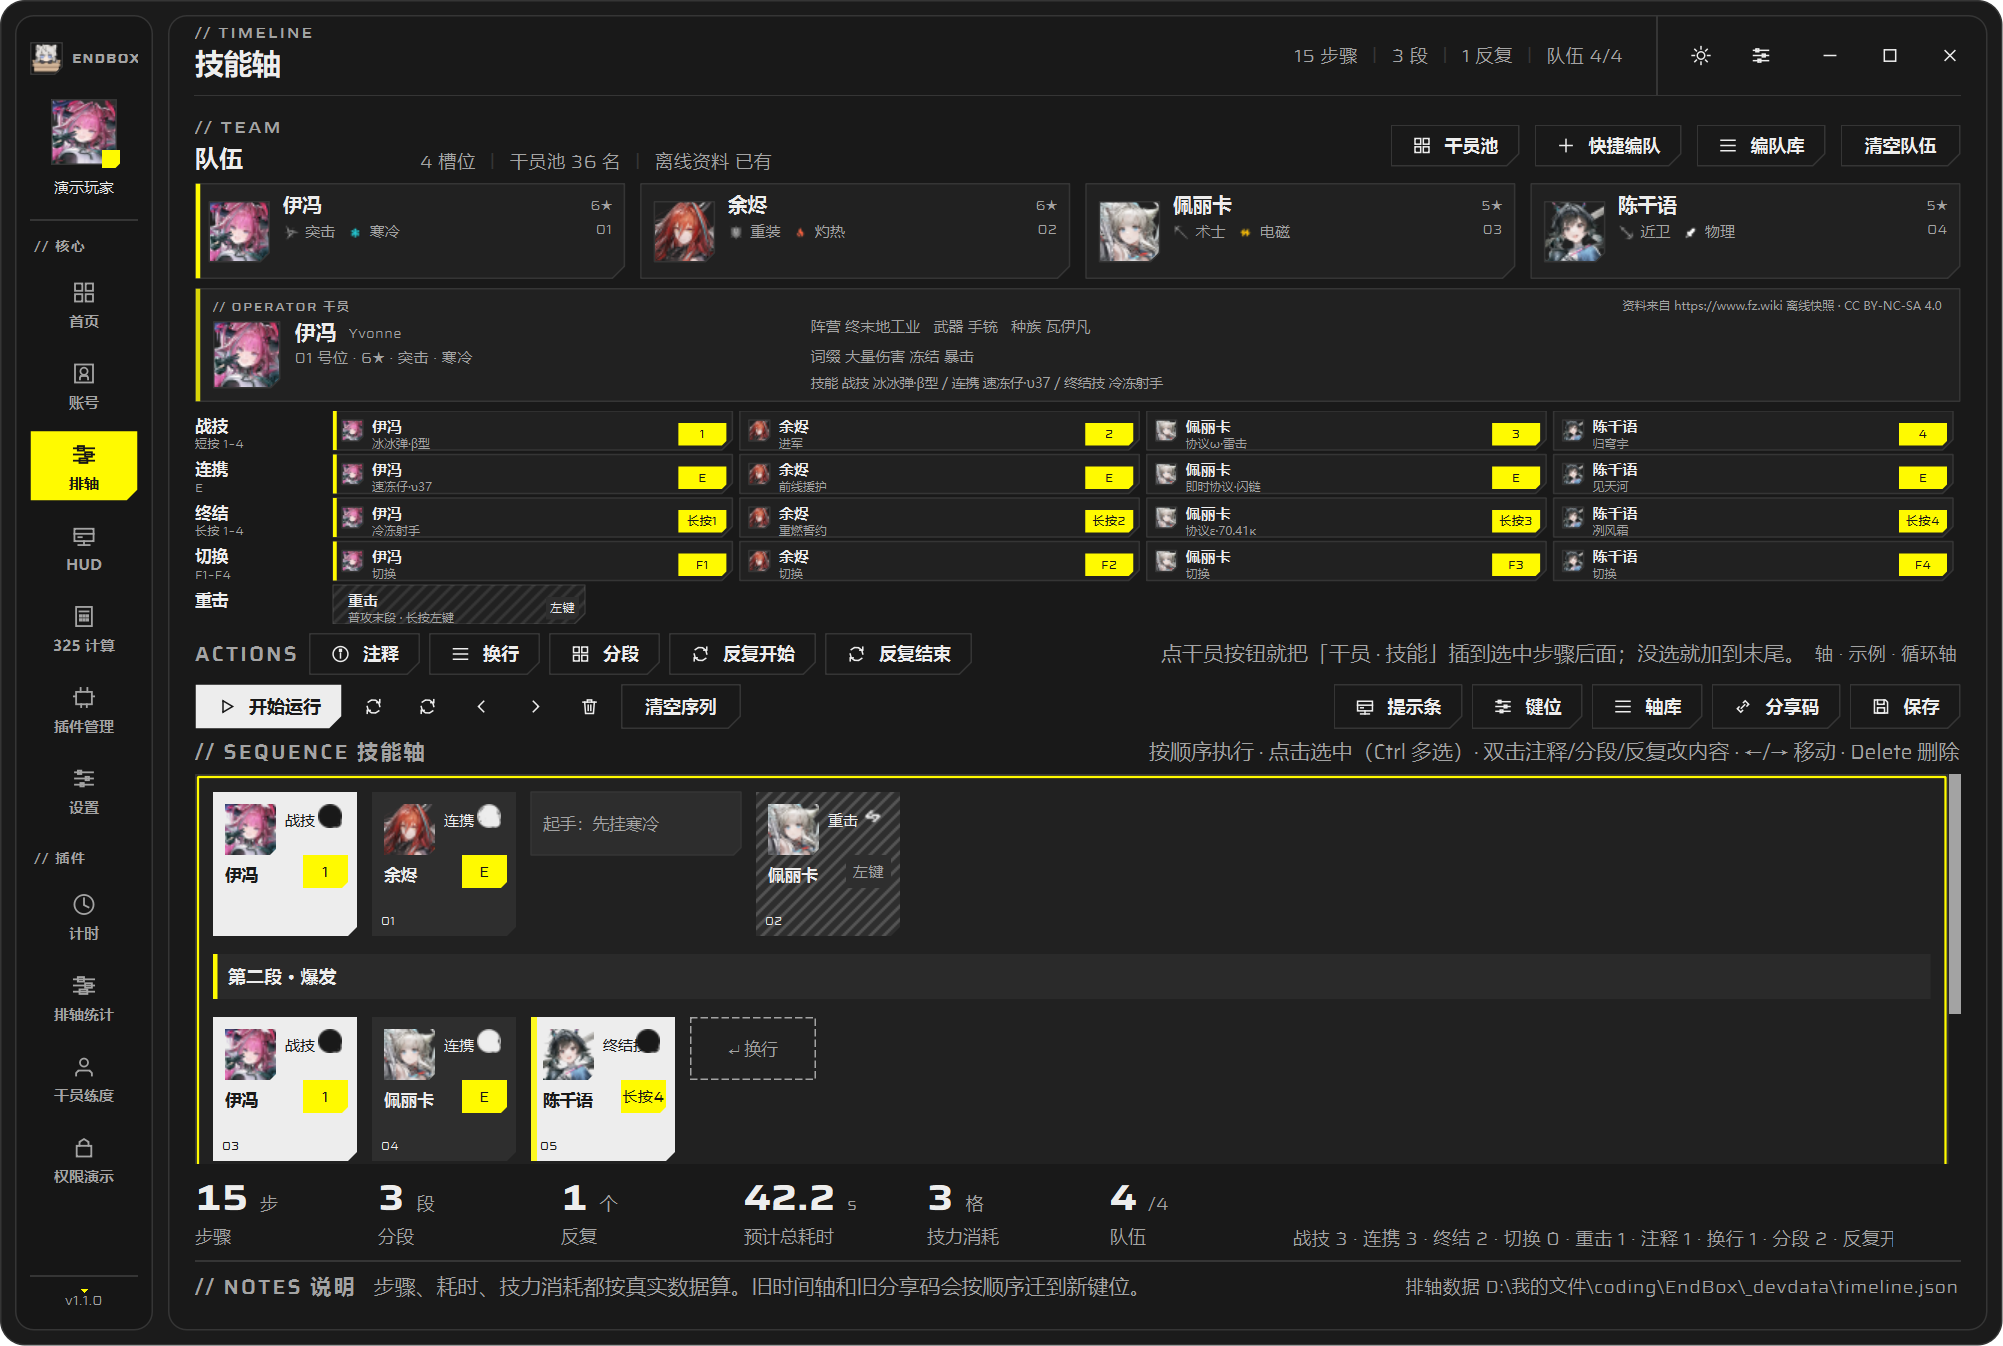 ENDBOX
演示玩家
// 核心
首页
账号
排轴
HUD
325 计算
插件管理
设置
// 插件
计时
排轴统计
干员练度
权限演示
v1.1.0
// TIMELINE
技能轴
15 步骤 | 3 段 | 1 反复 | 队伍 4/4
// TEAM
队伍
4 槽位 | 干员池 36 名 | 离线资料 已有
干员池
快捷编队
编队库
清空队伍
伊冯
6★
突击 寒冷
01
余烬
6★
重装 灼热
02
佩丽卡
5★
术士 电磁
03
陈千语
5★
近卫 物理
04
// OPERATOR 干员
伊冯 Yvonne
01 号位 · 6★ · 突击 · 寒冷
阵营 终末地工业 武器 手铳 种族 瓦伊凡
词缀 大量伤害 冻结 暴击
技能 战技 冰冰弹·β型 / 连携 速冻仔·υ37 / 终结技 冷冻射手
资料来自 https://www.fz.wiki 离线快照 · CC BY-NC-SA 4.0
战技
短按 1-4
伊冯
冰冰弹·β型
1
余烬
进军
2
佩丽卡
协议ω·雷击
3
陈千语
归穹宇
4
连携
E
伊冯
速冻仔·υ37
E
余烬
前线援护
E
佩丽卡
即时协议·闪链
E
陈千语
见天河
E
终结
长按 1-4
伊冯
冷冻射手
长按1
余烬
重燃誓约
长按2
佩丽卡
协议ε·70.41κ
长按3
陈千语
冽风霜
长按4
切换
F1-F4
伊冯
切换
F1
余烬
切换
F2
佩丽卡
切换
F3
陈千语
切换
F4
重击
重击
普攻末段 · 长按左键
左键
ACTIONS
注释
换行
分段
反复开始
反复结束
点干员按钮就把「干员 · 技能」插到选中步骤后面；没选就加到末尾。 轴 · 示例 · 循环轴
开始运行
清空序列
提示条
键位
轴库
分享码
保存
// SEQUENCE 技能轴
按顺序执行 · 点击选中（Ctrl 多选）· 双击注释/分段/反复改内容 · ←/→ 移动 · Delete 删除
战技
伊冯
1
连携
余烬
E
01
起手：先挂寒冷
重击
佩丽卡
左键
02
第二段 • 爆发
战技
伊冯
1
03
连携
佩丽卡
E
04
终结
陈千语
长按4
05
↵ 换行
15 步
步骤
3 段
分段
1 个
反复
42.2 s
预计总耗时
3 格
技力消耗
4 /4
队伍
战技 3 · 连携 3 · 终结 2 · 切换 0 · 重击 1 · 注释 1 · 换行 1 · 分段 2 · 反复开
// NOTES 说明 步骤、耗时、技力消耗都按真实数据算。旧时间轴和旧分享码会按顺序迁到新键位。
排轴数据 D:\我的文件\coding\EndBox\_devdata\timeline.json